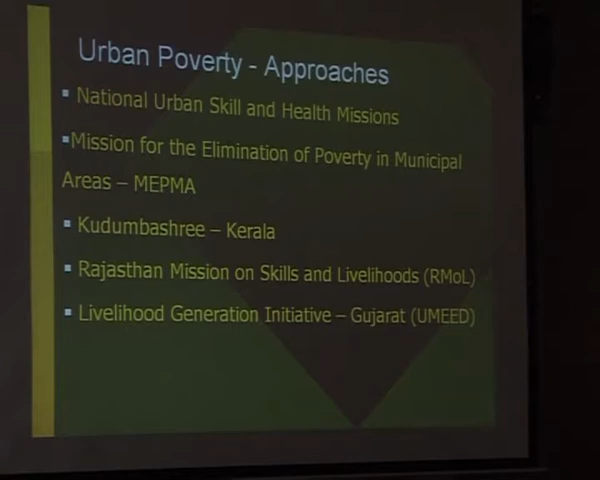 Urban Poverty - Approaches
▪ National Urban Skill and Health Missions
▪Mission for the Elimination of Poverty in Municipal
Areas – MEPMA
▪ Kudumbashree – Kerala
▪ Rajasthan Mission on Skills and Livelihoods (RMoL)
▪ Livelihood Generation Initiative – Gujarat (UMEED)